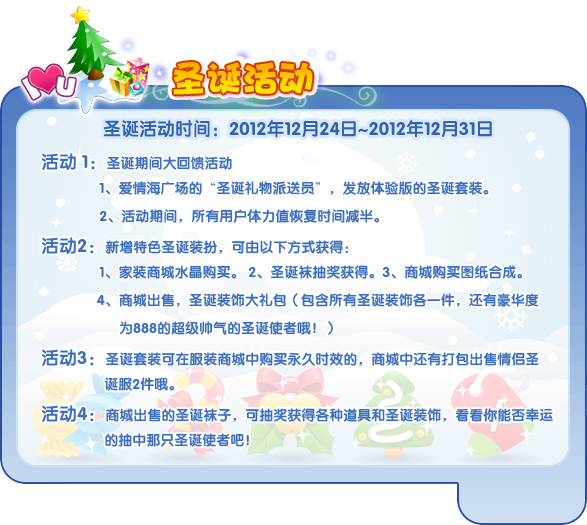 I U
圣诞活动
圣诞活动时间：2012年12月24日~2012年12月31日
活动 1：圣诞期间大回馈活动
1、爱情海广场的“圣诞礼物派送员”，发放体验版的圣诞套装。
2、活动期间，所有用户体力值恢复时间减半。
活动2：新增特色圣诞装扮，可由以下方式获得：
1、家装商城水晶购买。 2、圣诞袜抽奖获得。3、商城购买图纸合成。
4、商城出售，圣诞装饰大礼包（包含所有圣诞装饰各一件，还有豪华度
为888的超级帅气的圣诞使者哦！）
活动3：圣诞套装可在服装商城中购买永久时效的，商城中还有打包出售情侣圣
诞服2件哦。
活动4：商城出售的圣诞袜子，可抽奖获得各种道具和圣诞装饰，看看你能否幸运
的抽中那只圣诞使者吧！